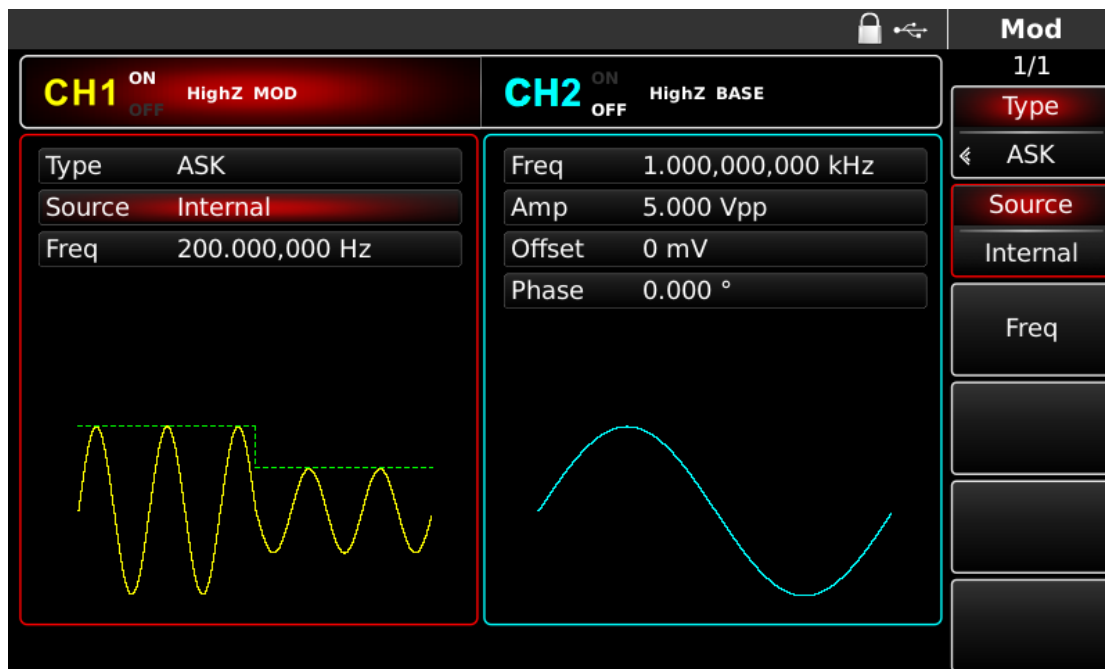 Mod
1/1
CH1 ON OFF HighZ MOD
CH2 ON OFF HighZ BASE
Type ASK
Source Internal
Freq 200.000,000 Hz
Freq 1.000,000,000 kHz
Amp 5.000 Vpp
Offset 0 mV
Phase 0.000 °
Type
ASK
Source
Internal
Freq